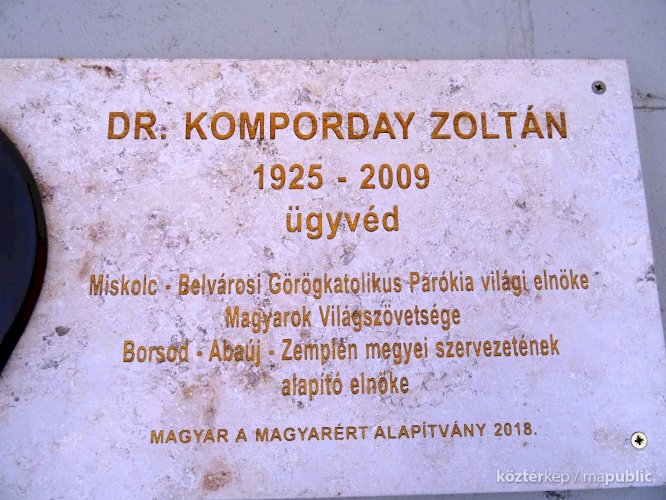 DR. KOMPORDAY ZOLTÁN
1925 - 2009
ügyvéd
Miskolc - Belvárosi Görögkatolikus Parókia világi elnöke
Magyarok Világszövetsége
Borsod - Abaúj - Zemplén megyei szervezetének
alapító elnöke
MAGYAR A MAGYARÉRT ALAPÍTVÁNY 2018.
köztérkép / mapublic